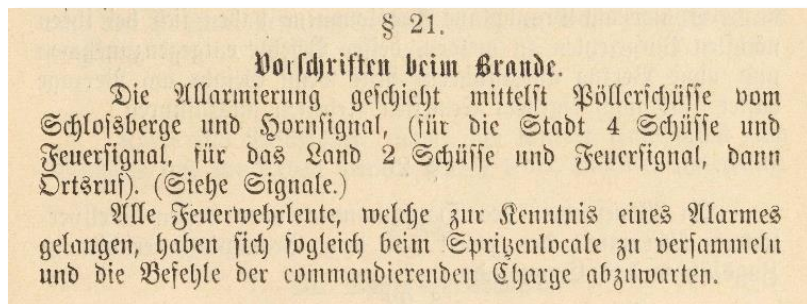 § 21.
Vorschriften beim Brande.
Die Allarmierung geschieht mittelst Pöllerschüsse vom
Schlossberge und Hornsignal, (für die Stadt 4 Schüsse und
Feuersignal, für das Land 2 Schüsse und Feuersignal, dann
Ortsruf). (Siehe Signale.)
Alle Feuerwehrleute, welche zur Kenntnis eines Alarmes
gelangen, haben sich sogleich beim Spritzenlocale zu versammeln
und die Befehle der commandierenden Charge abzuwarten.